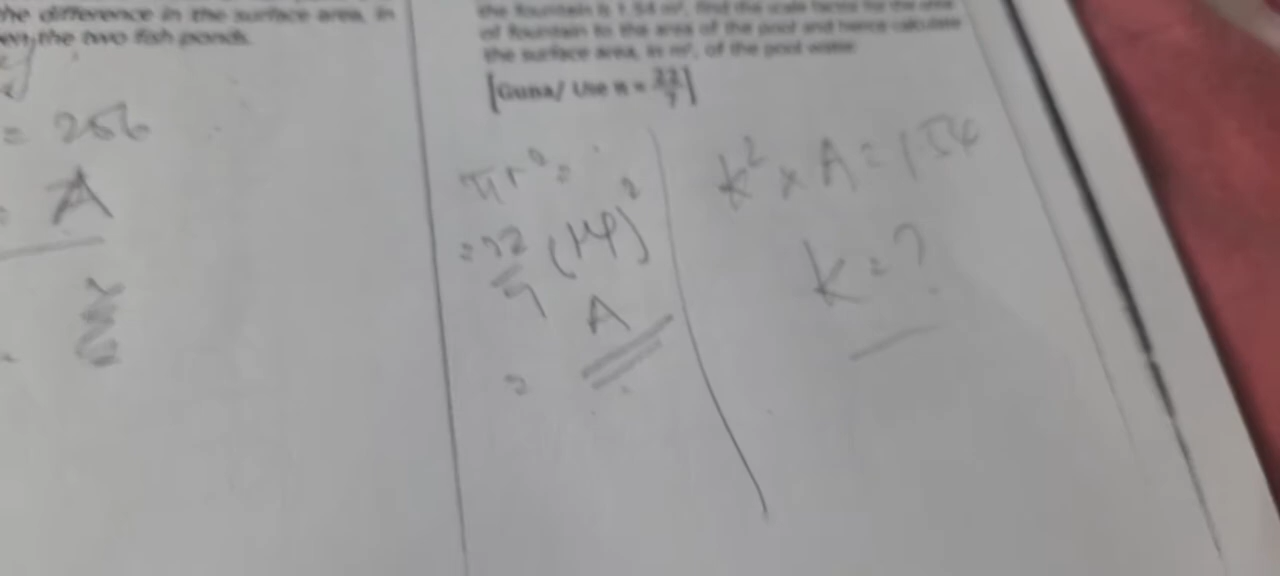 the difference in the surface area, in
the two fish ponds.
= 256
A
the fountain is 1.54 m², find the scale factor for the area
of fountain to the area of the pool and hence calculate
the surface area, in m², of the pool water.
[Guna/ Use π = 22/7]
πr² =
= 22/7 (14)²
= A
k² × A = 1.54
k = ?